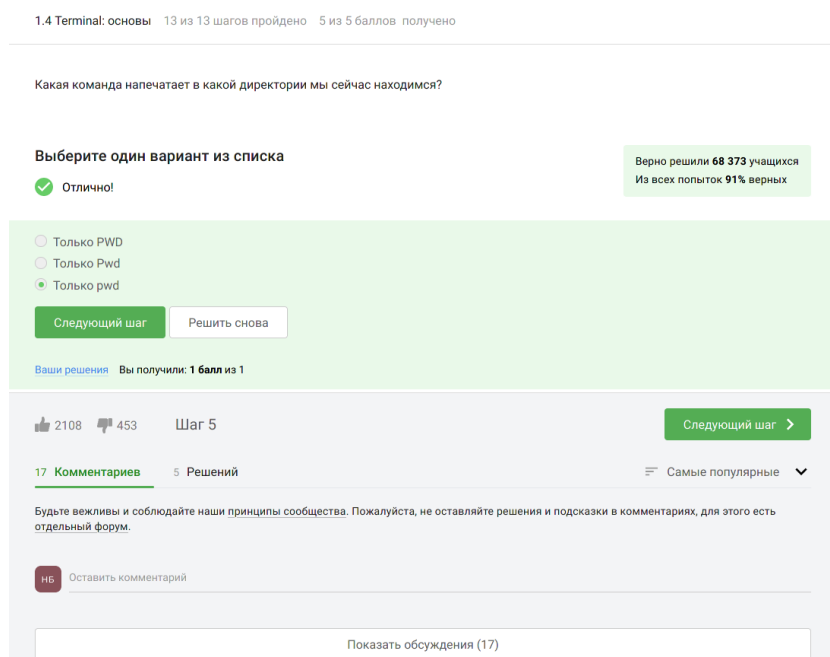 1.4 Terminal: основы 13 из 13 шагов пройдено 5 из 5 баллов получено
Какая команда напечатает в какой директории мы сейчас находимся?
Выберите один вариант из списка
Отлично!
Верно решили 68 373 учащихся
Из всех попыток 91% верных
Только PWD
Только Pwd
Только pwd
Следующий шаг Решить снова
Ваши решения Вы получили: 1 балл из 1
2108 453 Шаг 5 Следующий шаг
17 Комментариев 5 Решений Самые популярные
Будьте вежливы и соблюдайте наши принципы сообщества. Пожалуйста, не оставляйте решения и подсказки в комментариях, для этого есть
отдельный форум.
НБ Оставить комментарий
Показать обсуждения (17)